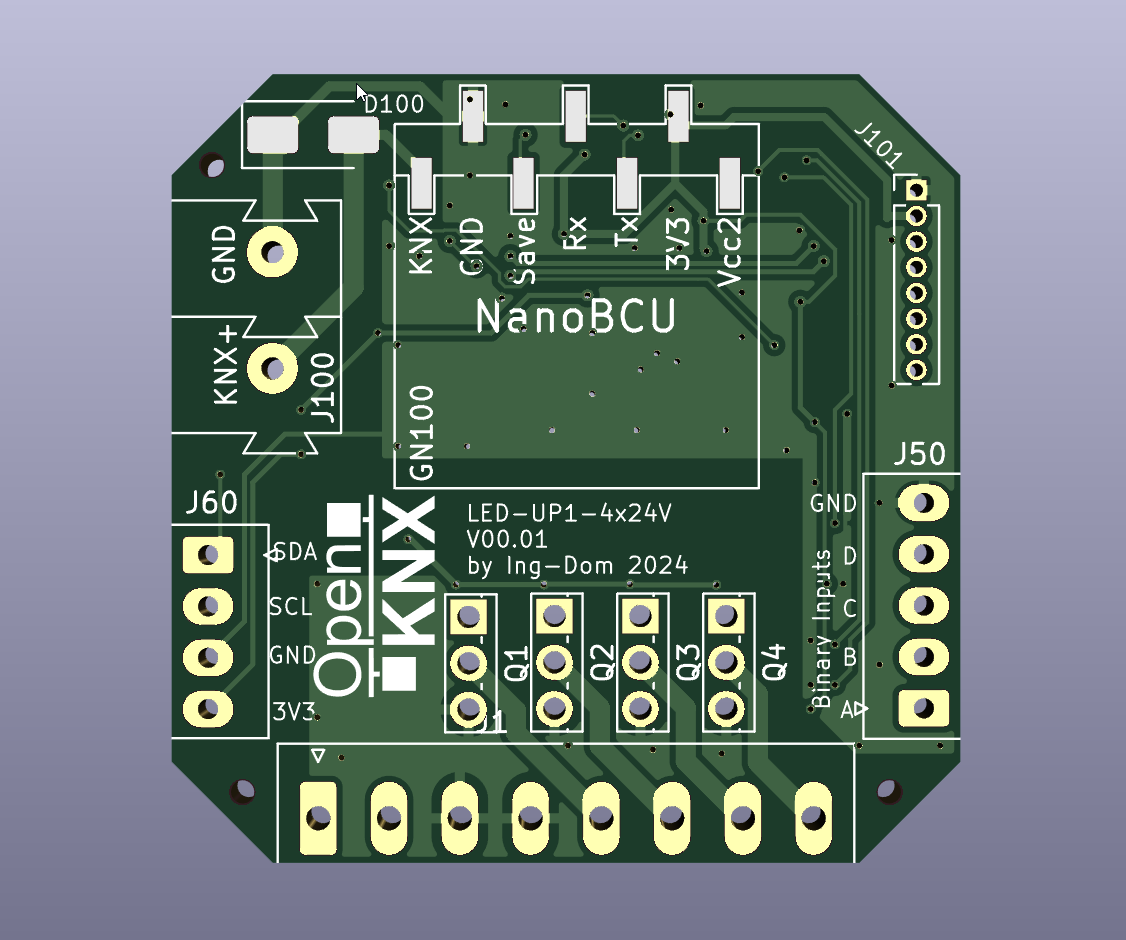 D100
J101
KNX
GND
Save
Rx
Tx
3V3
Vcc2
GND
NanoBCU
KNX+
J100
GN100
J50
J60
GND
D
C
B
A
Binary Inputs
SDA
SCL
GND
3V3
Open
KNX
LED-UP1-4x24V
V00.01
by Ing-Dom 2024
Q1
Q2
Q3
Q4
J1